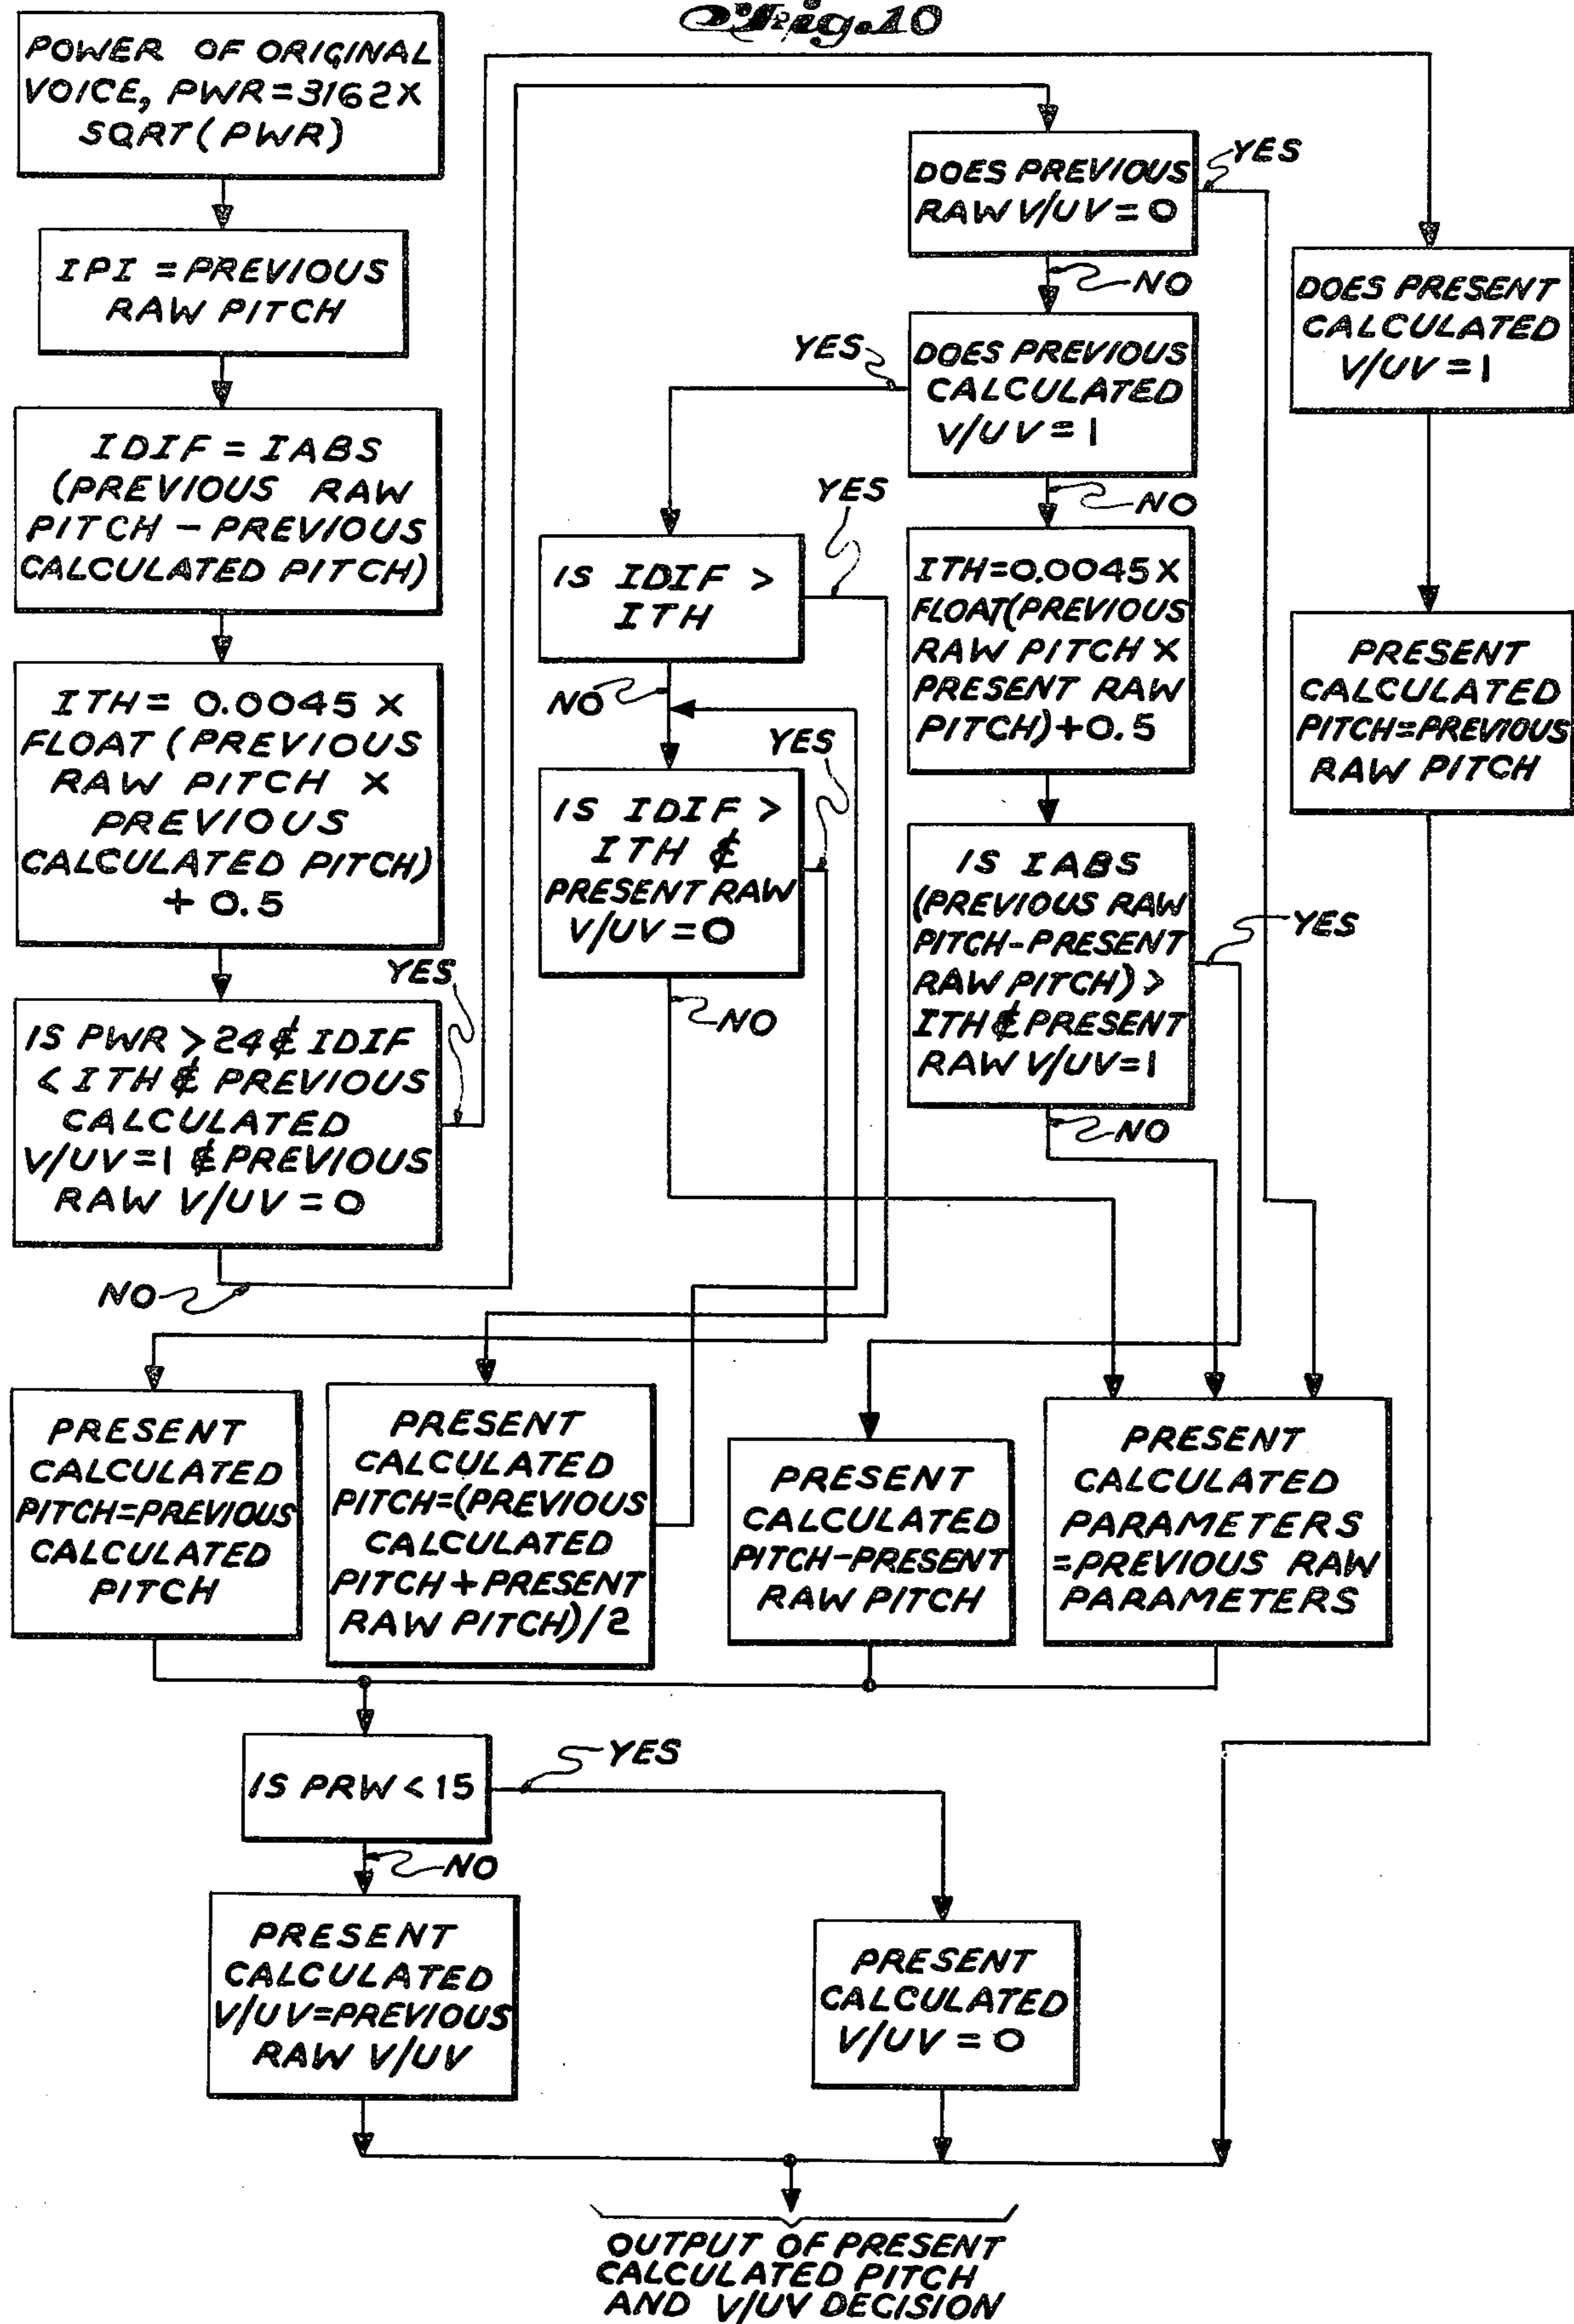 Fig.10
POWER OF ORIGINAL
VOICE, PWR=3162X
SQRT(PWR)
IPI = PREVIOUS
RAW PITCH
IDIF = IABS
(PREVIOUS RAW
PITCH - PREVIOUS
CALCULATED PITCH)
ITH = 0.0045 X
FLOAT (PREVIOUS
RAW PITCH X
PREVIOUS
CALCULATED PITCH)
+ 0.5
YES
IS PWR > 24 & IDIF
< ITH & PREVIOUS
CALCULATED
V/UV=1 & PREVIOUS
RAW V/UV = 0
NO
DOES PREVIOUS
RAW V/UV = 0
YES
NO
DOES PREVIOUS
CALCULATED
V/UV = 1
YES
NO
IS IDIF >
ITH
YES
NO
IS IDIF >
ITH &
PRESENT RAW
V/UV = 0
YES
NO
ITH=0.0045X
FLOAT(PREVIOUS
RAW PITCH X
PRESENT RAW
PITCH)+0.5
IS IABS
(PREVIOUS RAW
PITCH-PRESENT
RAW PITCH) >
ITH & PRESENT
RAW V/UV=1
YES
NO
DOES PRESENT
CALCULATED
V/UV = 1
PRESENT
CALCULATED
PITCH=PREVIOUS
RAW PITCH
PRESENT
CALCULATED
PITCH=PREVIOUS
CALCULATED
PITCH
PRESENT
CALCULATED
PITCH=(PREVIOUS
CALCULATED
PITCH+PRESENT
RAW PITCH)/2
PRESENT
CALCULATED
PITCH-PRESENT
RAW PITCH
PRESENT
CALCULATED
PARAMETERS
=PREVIOUS RAW
PARAMETERS
IS PRW < 15
YES
NO
PRESENT
CALCULATED
V/UV=PREVIOUS
RAW V/UV
PRESENT
CALCULATED
V/UV = 0
OUTPUT OF PRESENT
CALCULATED PITCH
AND V/UV DECISION